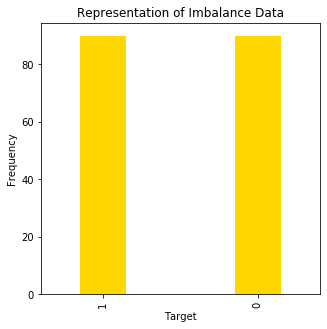 Representation of Imbalance Data
Frequency
80
60
40
20
0
1
0
Target